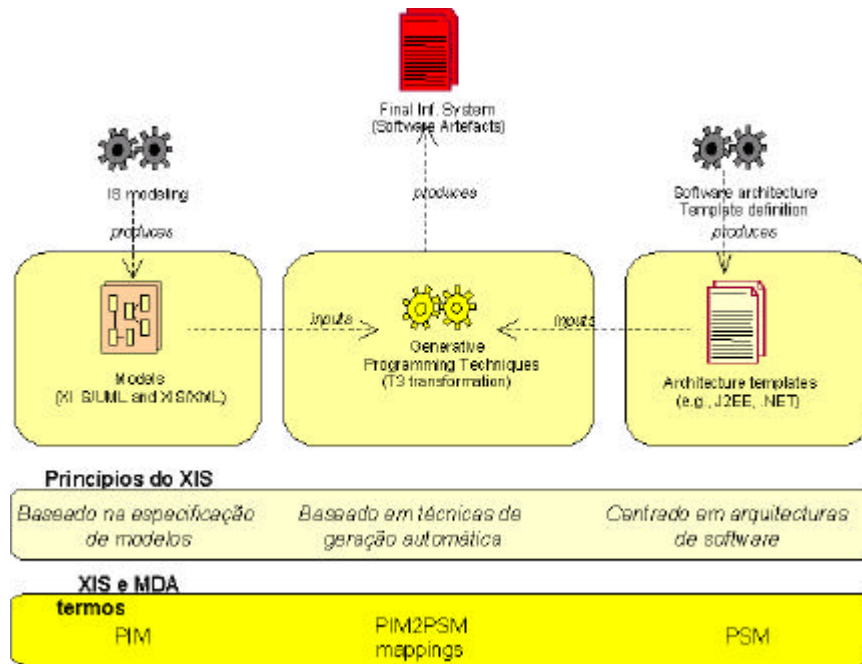 Final Inf. System
(Software Artefacts)
IS modeling
Software architecture
Template definition
produces
produces
produces
inputs
inputs
Models
(XIS/UML and XIS/XML)
Generative
Programming Techniques
(T3 transformation)
Architecture templates
(e.g., J2EE, .NET)
Princípios do XIS
Baseado na especificação
de modelos
Baseado em técnicas de
geração automática
Centrado em arquitecturas
de software
XIS e MDA
termos
PIM
PIM2PSM
mappings
PSM